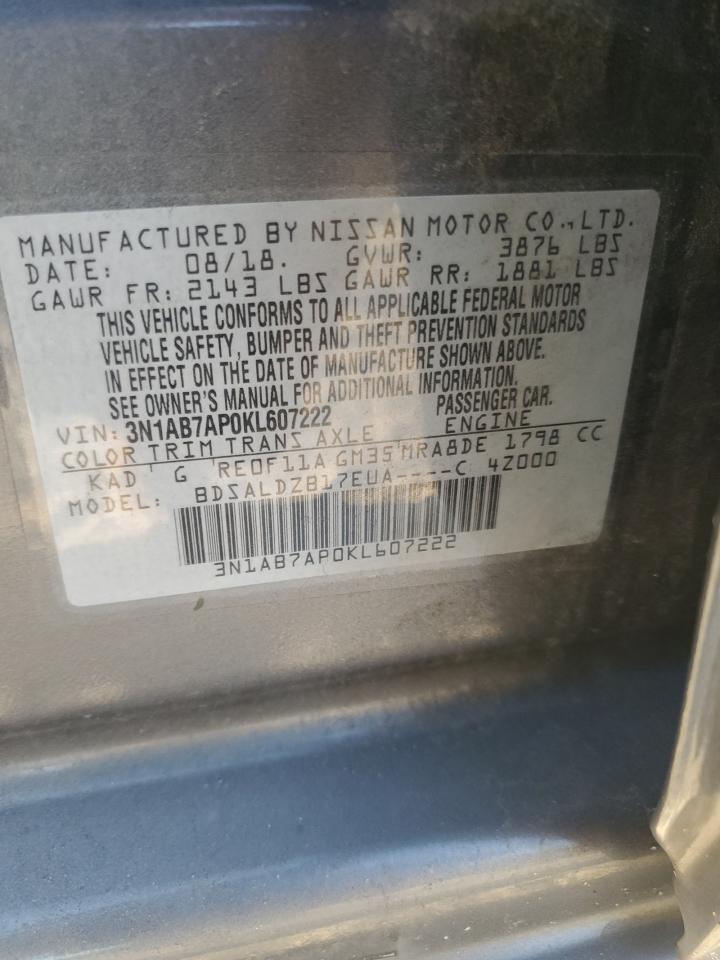 MANUFACTURED BY NISSAN MOTOR CO., LTD.
DATE: 08/18. GVWR: 3876 LBS
GAWR FR: 2143 LBS GAWR RR: 1881 LBS
THIS VEHICLE CONFORMS TO ALL APPLICABLE FEDERAL MOTOR
VEHICLE SAFETY, BUMPER AND THEFT PREVENTION STANDARDS
IN EFFECT ON THE DATE OF MANUFACTURE SHOWN ABOVE.
SEE OWNER'S MANUAL FOR ADDITIONAL INFORMATION.
VIN: 3N1AB7AP0KL607222 PASSENGER CAR.
COLOR TRIM TRANS AXLE ENGINE
KAD G RE0F11A GM35 MRA8DE 1798 CC
MODEL: BDSALDZB17EUA----C 4Z000
3N1AB7AP0KL607222